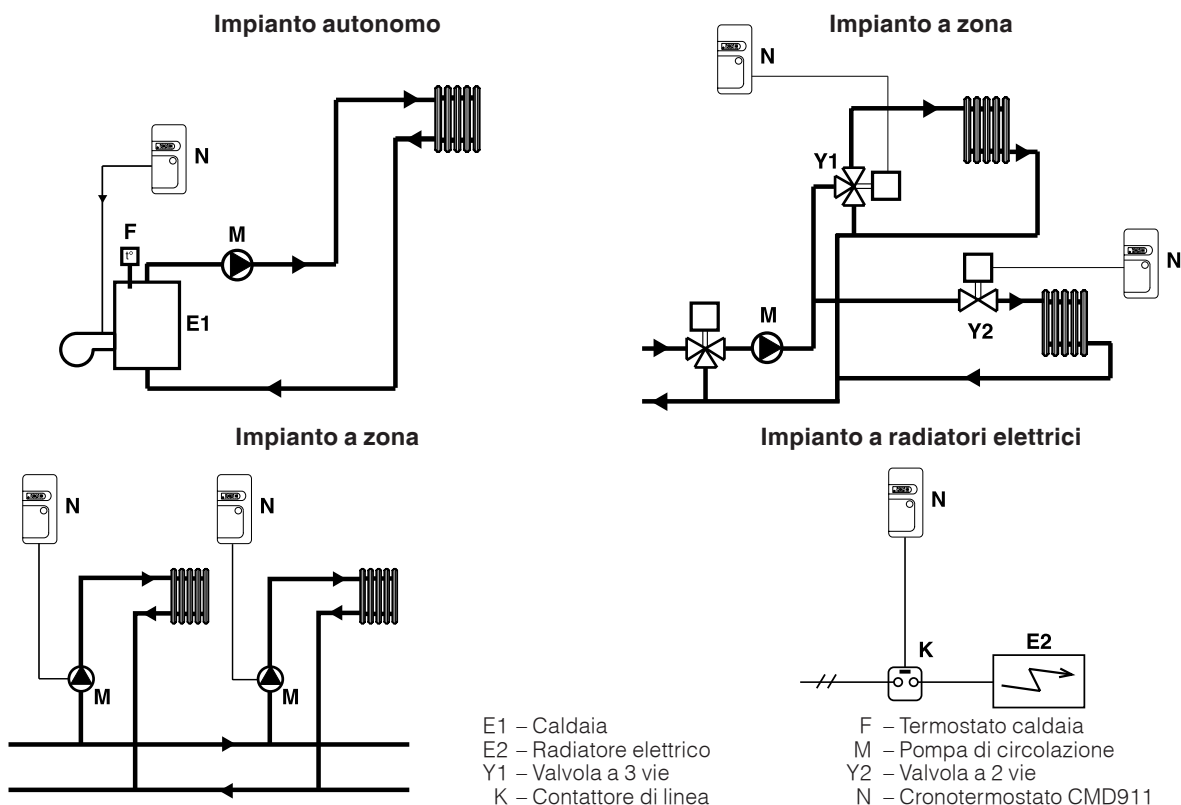 Impianto autonomo
N
F
t°
M
E1
Impianto a zona
N
Y1
N
M
Y2
Impianto a zona
N
N
M
M
Impianto a radiatori elettrici
N
K
E2
E1 – Caldaia
E2 – Radiatore elettrico
Y1 – Valvola a 3 vie
K – Contattore di linea
F – Termostato caldaia
M – Pompa di circolazione
Y2 – Valvola a 2 vie
N – Cronotermostato CMD911